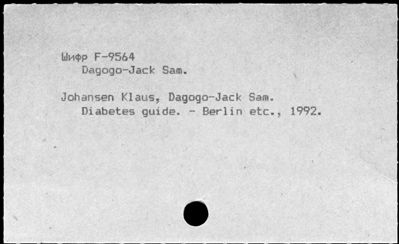 Шифр F-9564
Dagogo-Jack Sam.
Johansen Klaus, Dagogo-Jack Sam.
Diabetes guide. - Berlin etc., 1992.